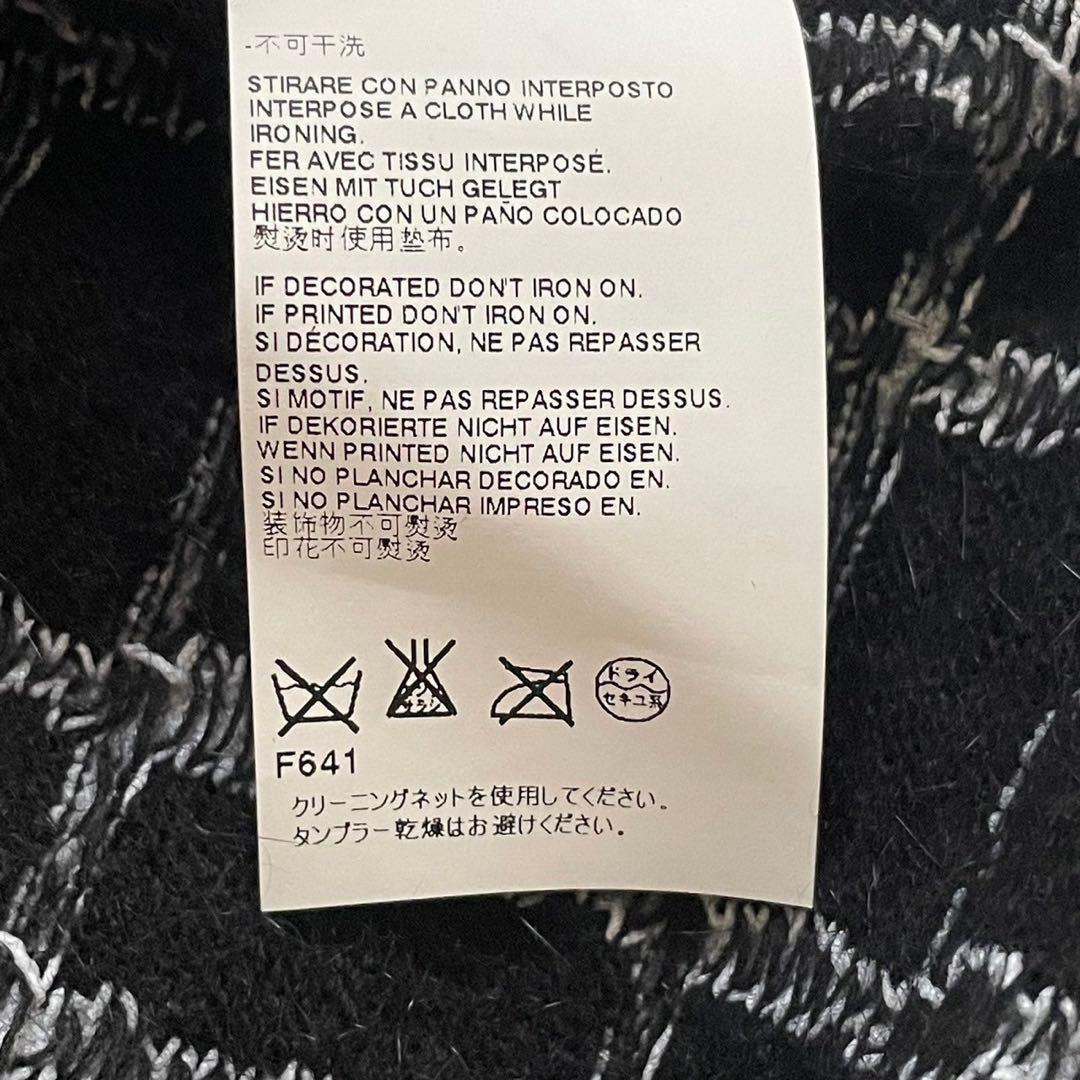 -不可干洗
STIRARE CON PANNO INTERPOSTO
INTERPOSE A CLOTH WHILE
IRONING.
FER AVEC TISSU INTERPOSÉ.
EISEN MIT TUCH GELEGT
HIERRO CON UN PAÑO COLOCADO
熨烫时使用垫布。
IF DECORATED DON'T IRON ON.
IF PRINTED DON'T IRON ON.
SI DÉCORATION, NE PAS REPASSER
DESSUS.
SI MOTIF, NE PAS REPASSER DESSUS.
IF DEKORIERTE NICHT AUF EISEN.
WENN PRINTED NICHT AUF EISEN.
SI NO PLANCHAR DECORADO EN.
SI NO PLANCHAR IMPRESO EN.
装饰物不可熨烫
印花不可熨烫
エンソ
サラシ
ドライ
セキユ系
F641
クリーニングネットを使用してください。
タンブラー乾燥はお避けください。